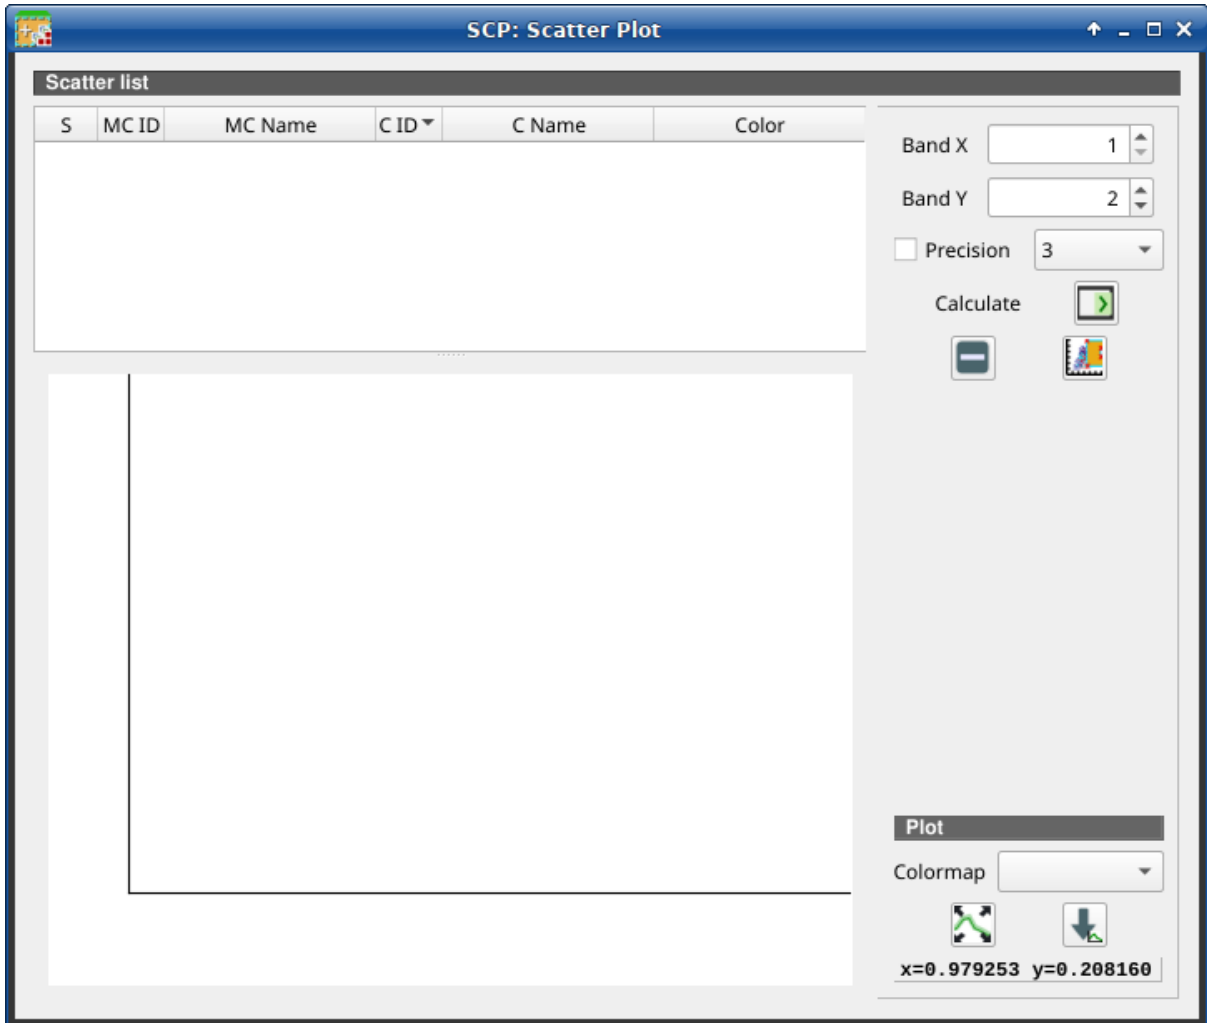 SCP: Scatter Plot
Scatter list
S MC ID MC Name C ID C Name Color
Band X 1
Band Y 2
Precision 3
Calculate
Plot
Colormap
x=0.979253 y=0.208160